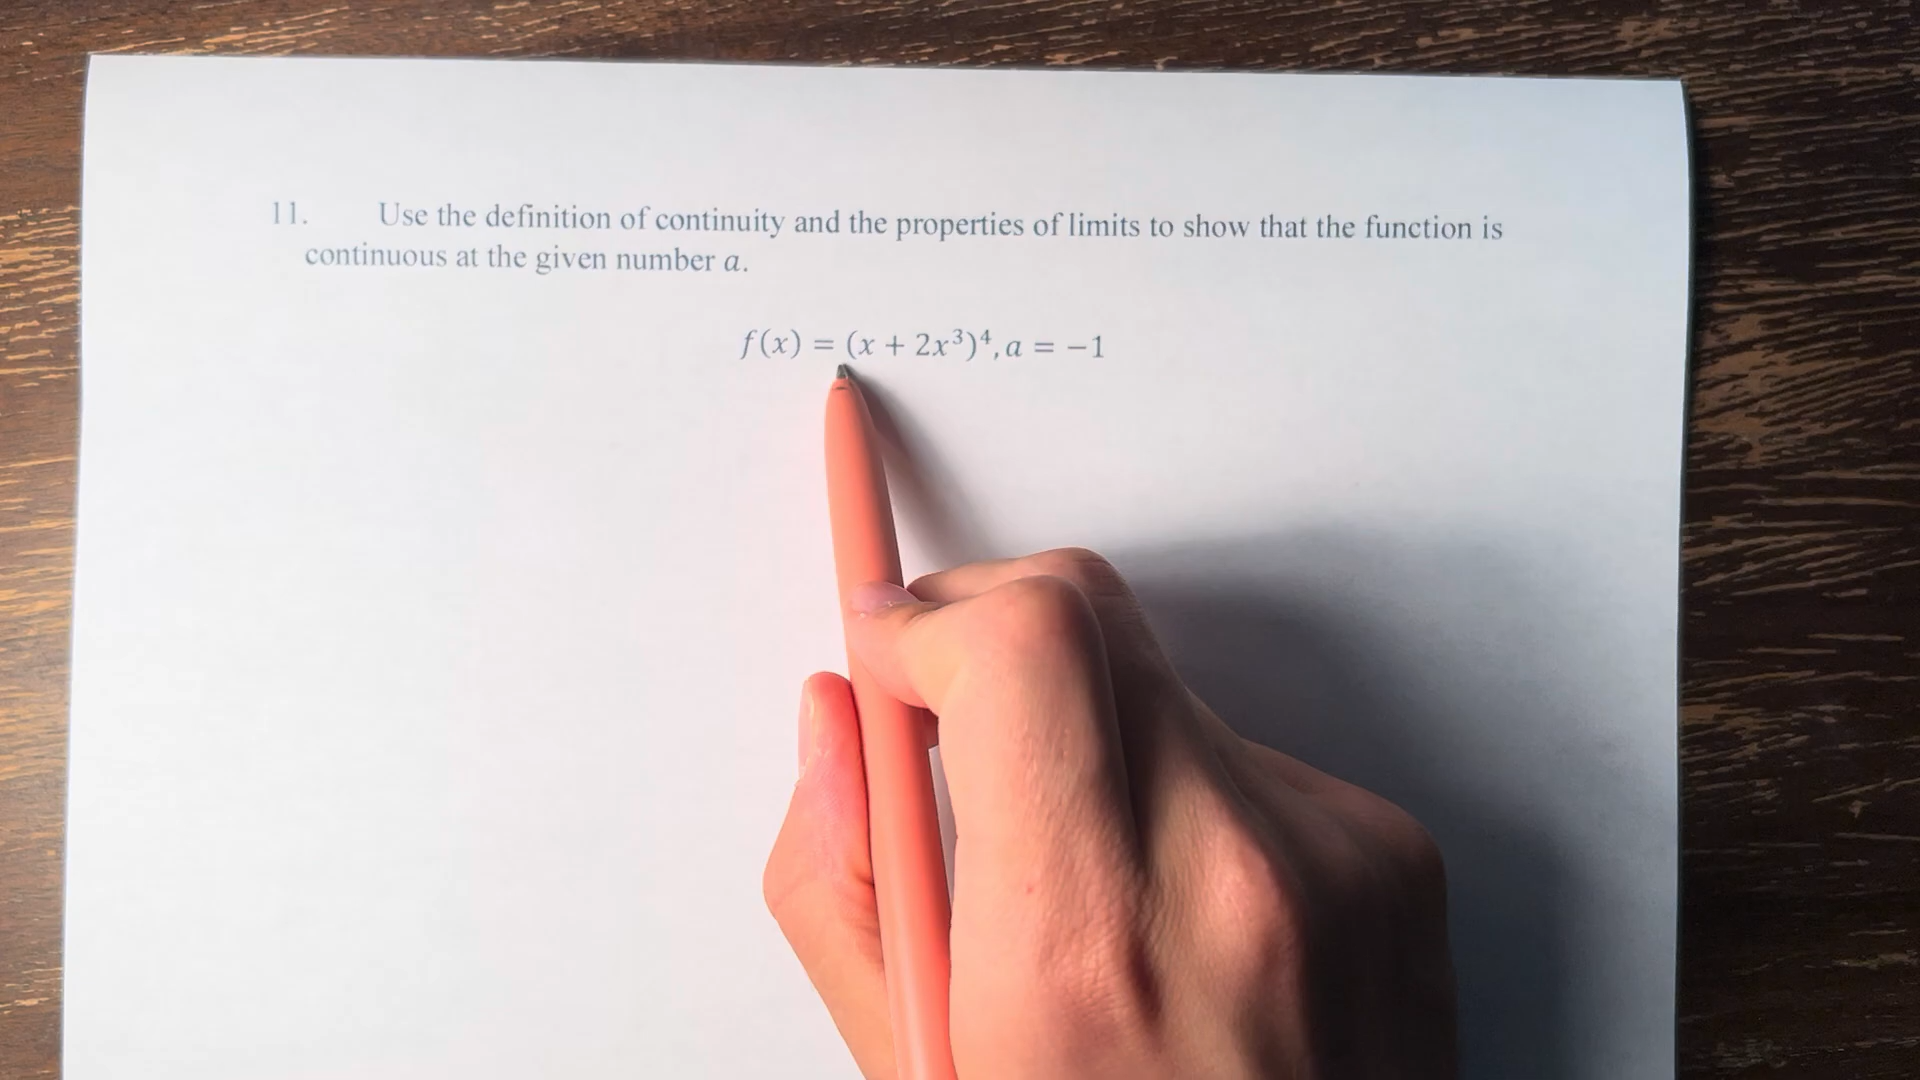 11. Use the definition of continuity and the properties of limits to show that the function is
continuous at the given number a.
f(x) = (x + 2x³)⁴, a = −1